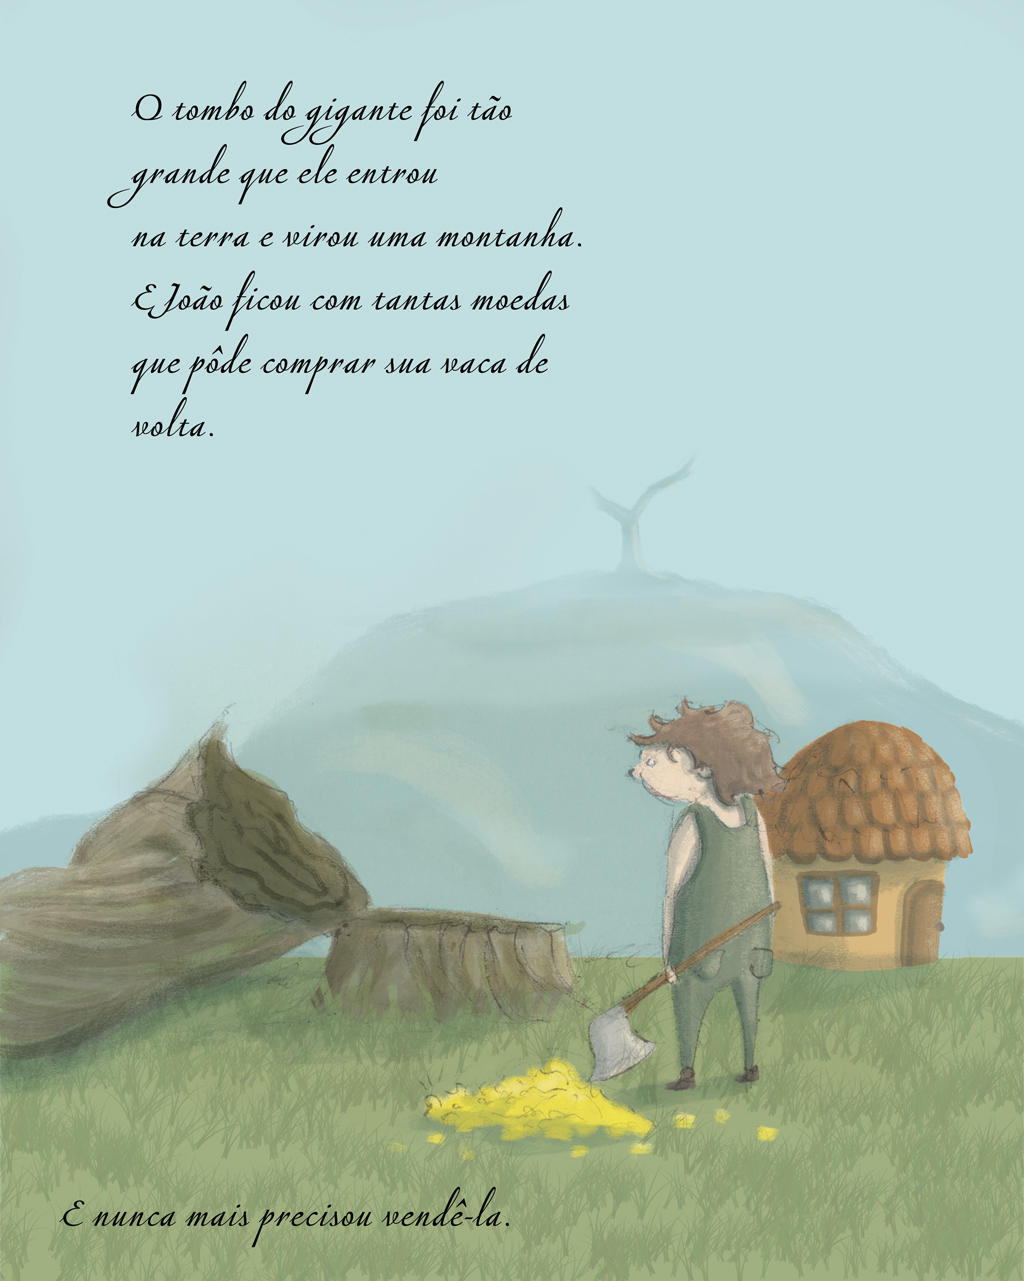 O tombo do gigante foi tão
grande que ele entrou
na terra e virou uma montanha.
E João ficou com tantas moedas
que pôde comprar sua vaca de
volta.
E nunca mais precisou vendê-la.